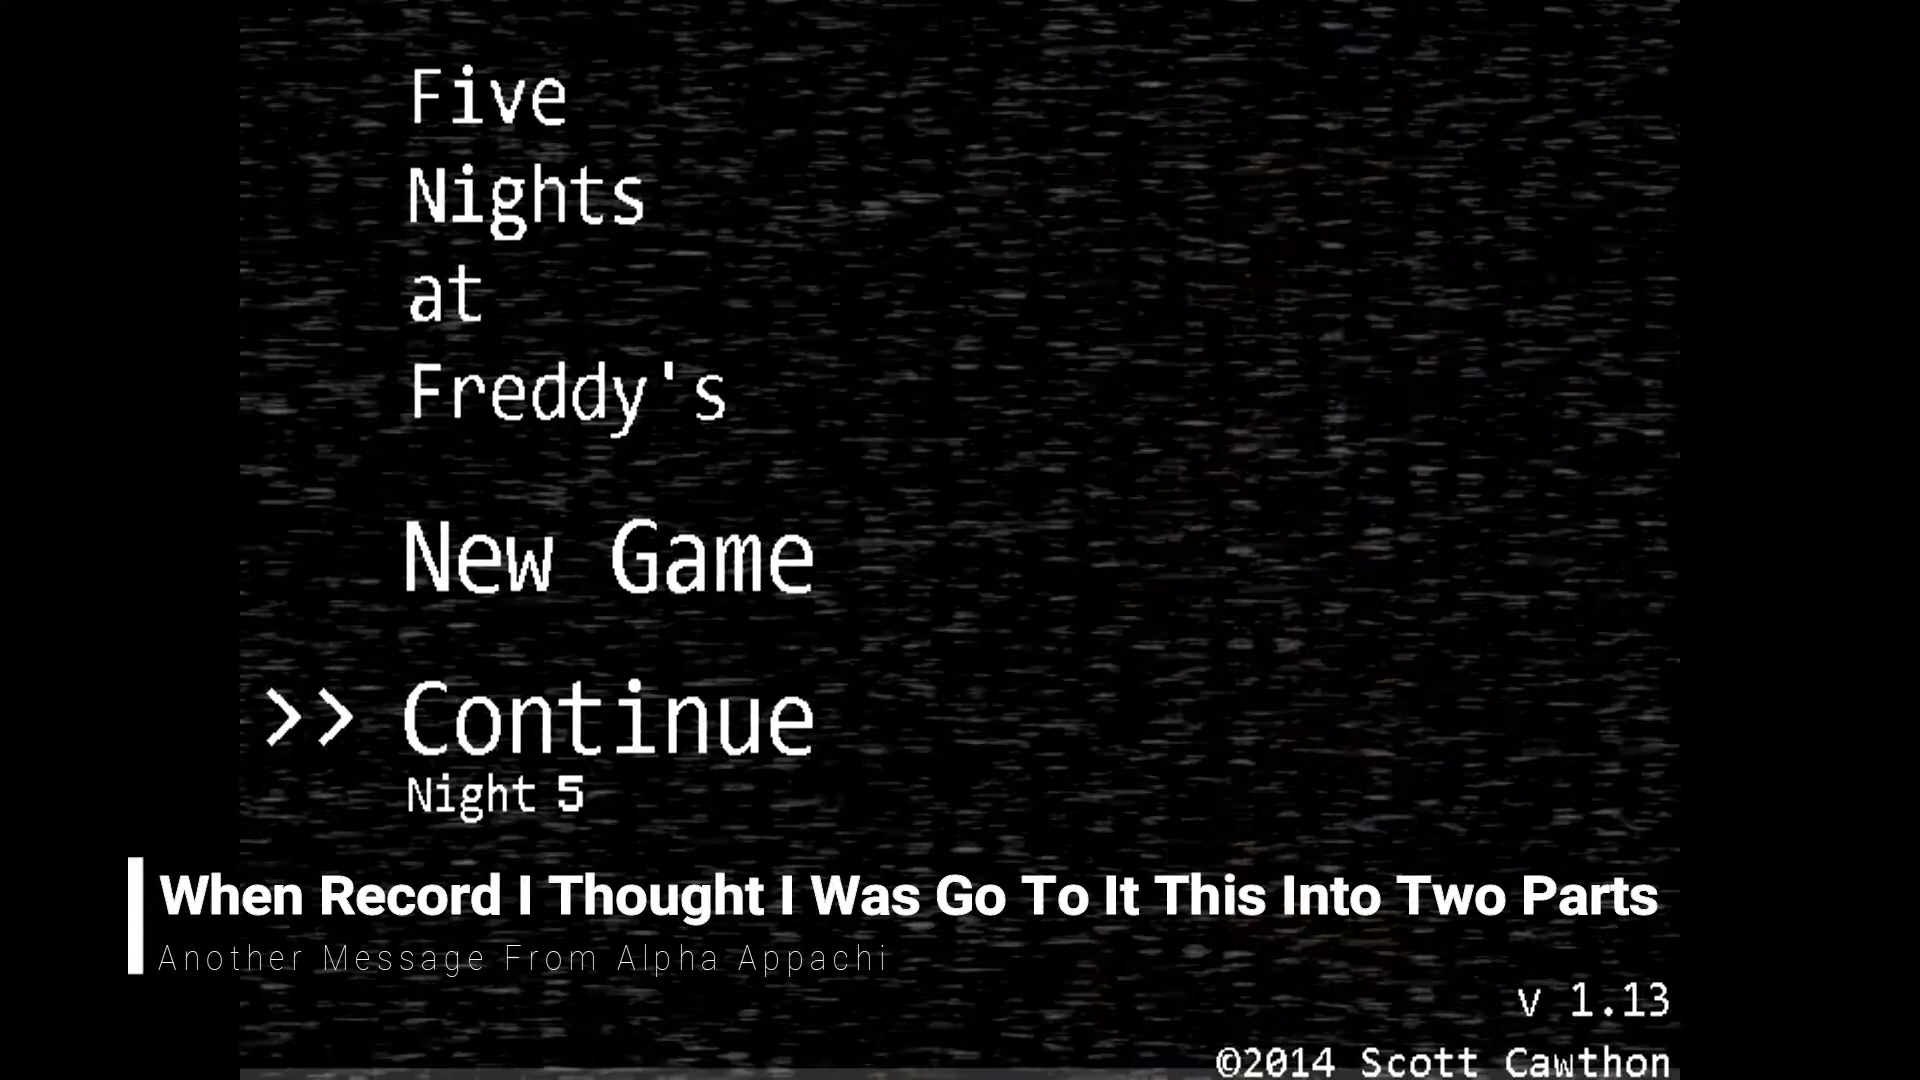 Five
Nights
at
Freddy's
New Game
>> Continue
Night 5
When Record I Thought I Was Go To It This Into Two Parts
Another Message From Alpha Appachi
v 1.13
©2014 Scott Cawthon